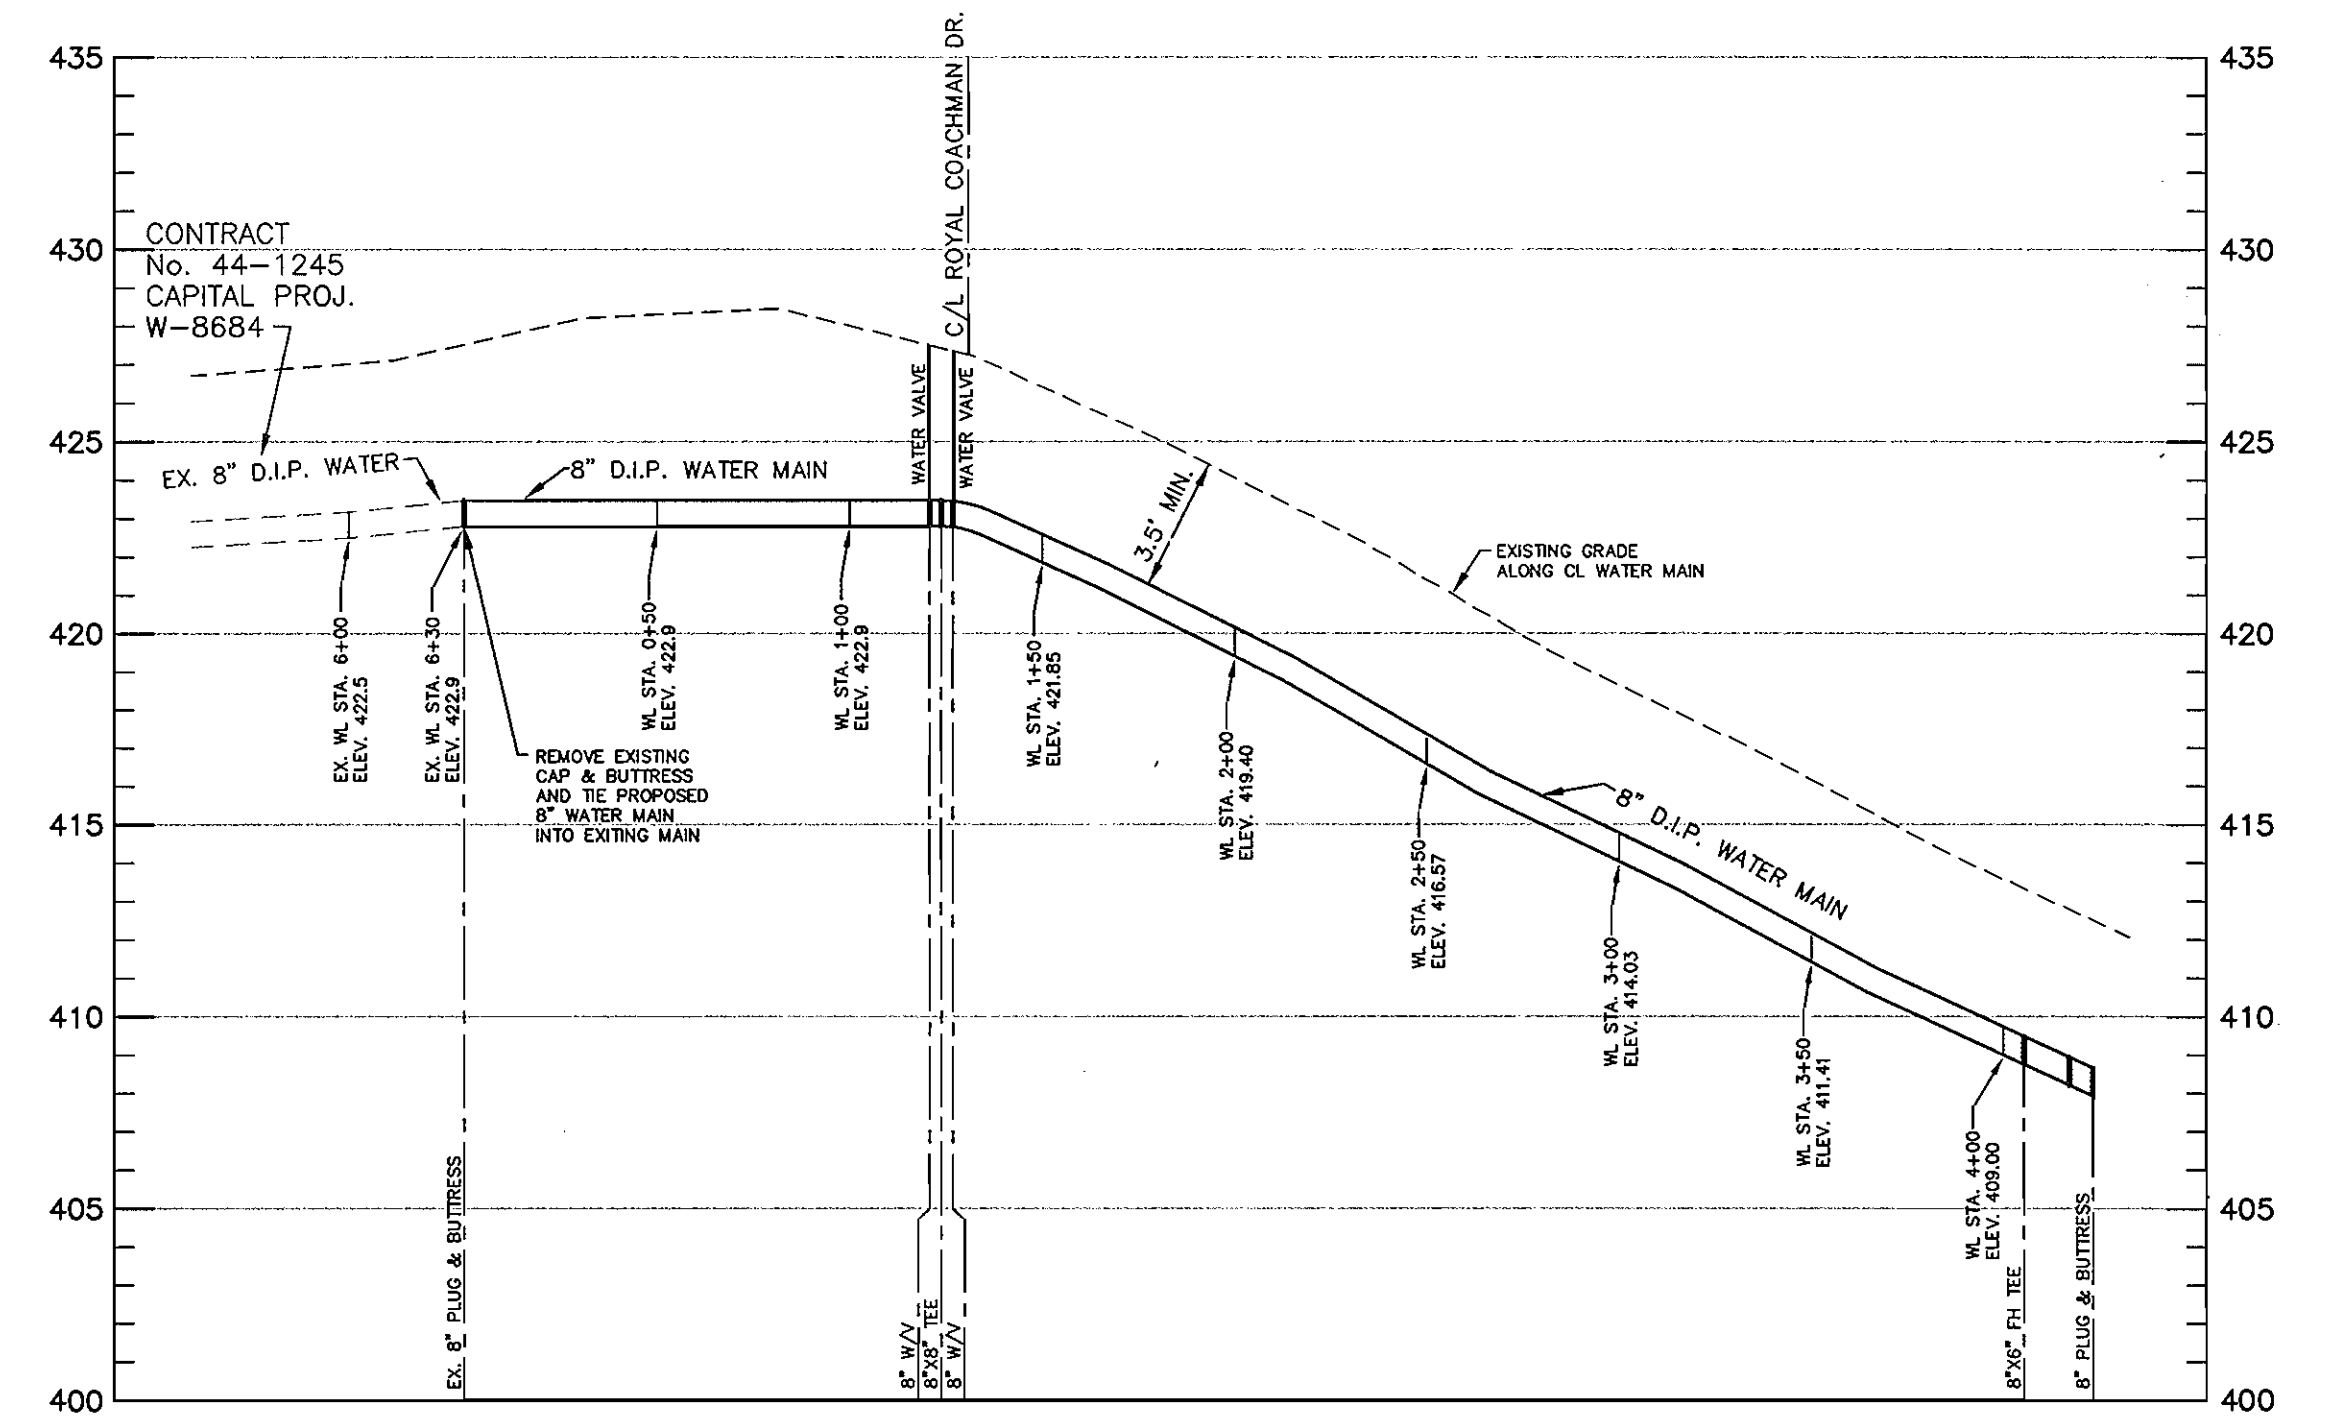 C/L ROYAL COACHMAN DR.
435
435
CONTRACT
No. 44-1245
CAPITAL PROJ.
W-8684
430
430
WATER VALVE
WATER VALVE
425
425
EX. 8" D.I.P. WATER
8" D.I.P. WATER MAIN
3.5' MIN.
EXISTING GRADE
ALONG CL WATER MAIN
420
420
EX. WL STA. 6+00
ELEV. 422.5
EX. WL STA. 6+30
ELEV. 422.9
WL STA. 0+50
ELEV. 422.9
WL STA. 1+00
ELEV. 422.9
WL STA. 1+50
ELEV. 421.85
WL STA. 2+00
ELEV. 419.40
WL STA. 2+50
ELEV. 416.57
WL STA. 3+00
ELEV. 414.03
WL STA. 3+50
ELEV. 411.41
WL STA. 4+00
ELEV. 409.00
REMOVE EXISTING
CAP & BUTTRESS
AND TIE PROPOSED
8" WATER MAIN
INTO EXITING MAIN
8" D.I.P. WATER MAIN
415
415
410
410
405
405
EX. 8" PLUG & BUTTRESS
8" W/V
8"X8" TEE
8" W/V
8"X6" FH TEE
8" PLUG & BUTTRESS
400
400